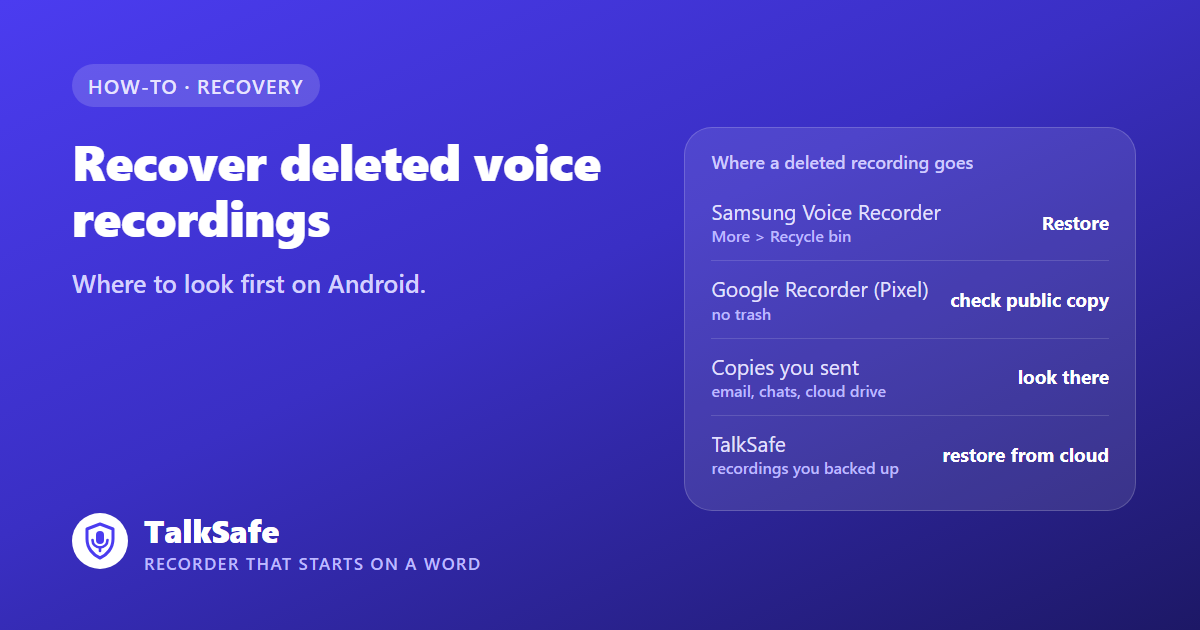 HOW-TO · RECOVERY
Recover deleted voice
recordings
Where to look first on Android.
Where a deleted recording goes
Samsung Voice Recorder
More > Recycle bin
Restore
Google Recorder (Pixel)
no trash
check public copy
Copies you sent
email, chats, cloud drive
look there
TalkSafe
recordings you backed up
restore from cloud
TalkSafe
RECORDER THAT STARTS ON A WORD